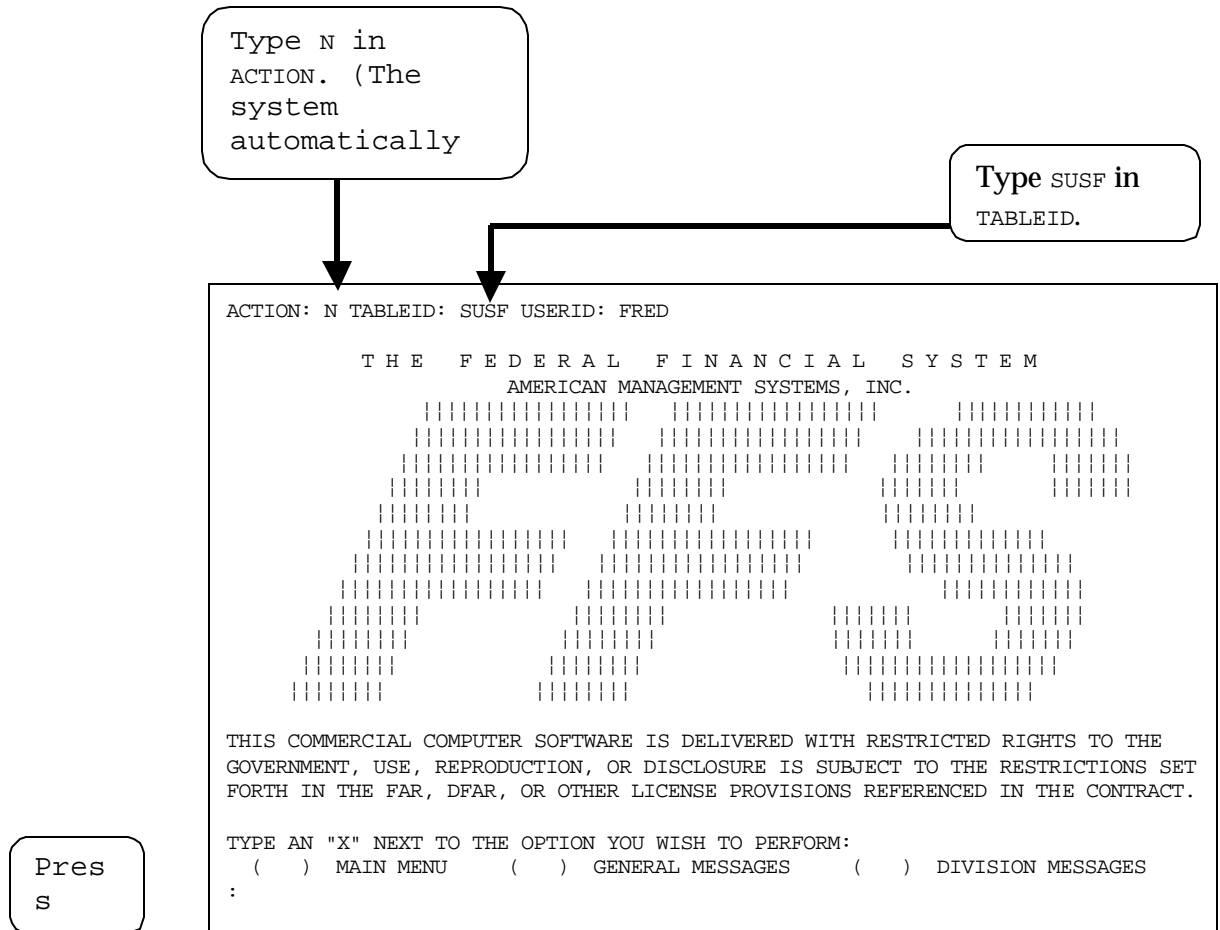 Type N in
ACTION. (The
system
automatically
Type SUSF in
TABLEID.
ACTION: N TABLEID: SUSF USERID: FRED
T H E   F E D E R A L   F I N A N C I A L   S Y S T E M
AMERICAN MANAGEMENT SYSTEMS, INC.
FFS
THIS COMMERCIAL COMPUTER SOFTWARE IS DELIVERED WITH RESTRICTED RIGHTS TO THE
GOVERNMENT, USE, REPRODUCTION, OR DISCLOSURE IS SUBJECT TO THE RESTRICTIONS SET
FORTH IN THE FAR, DFAR, OR OTHER LICENSE PROVISIONS REFERENCED IN THE CONTRACT.
TYPE AN "X" NEXT TO THE OPTION YOU WISH TO PERFORM:
(   ) MAIN MENU   (   ) GENERAL MESSAGES   (   ) DIVISION MESSAGES
:
Pres
s